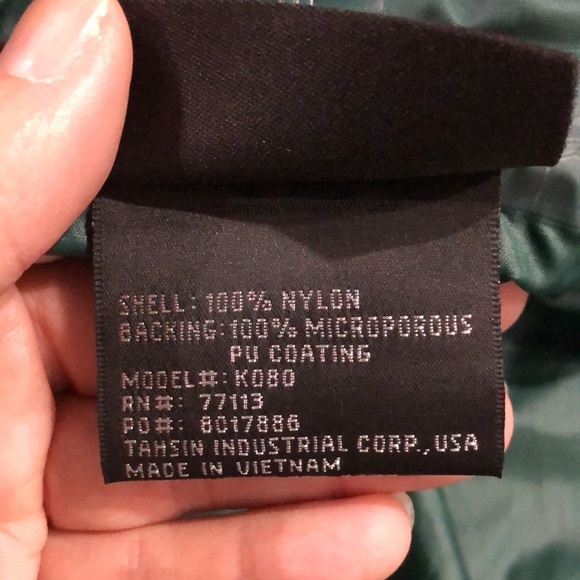 SHELL: 100% NYLON
BACKING: 100% MICROPOROUS
PU COATING
MODEL#: K080
RN#: 77113
PO#: 8017886
TAHSIN INDUSTRIAL CORP., USA
MADE IN VIETNAM